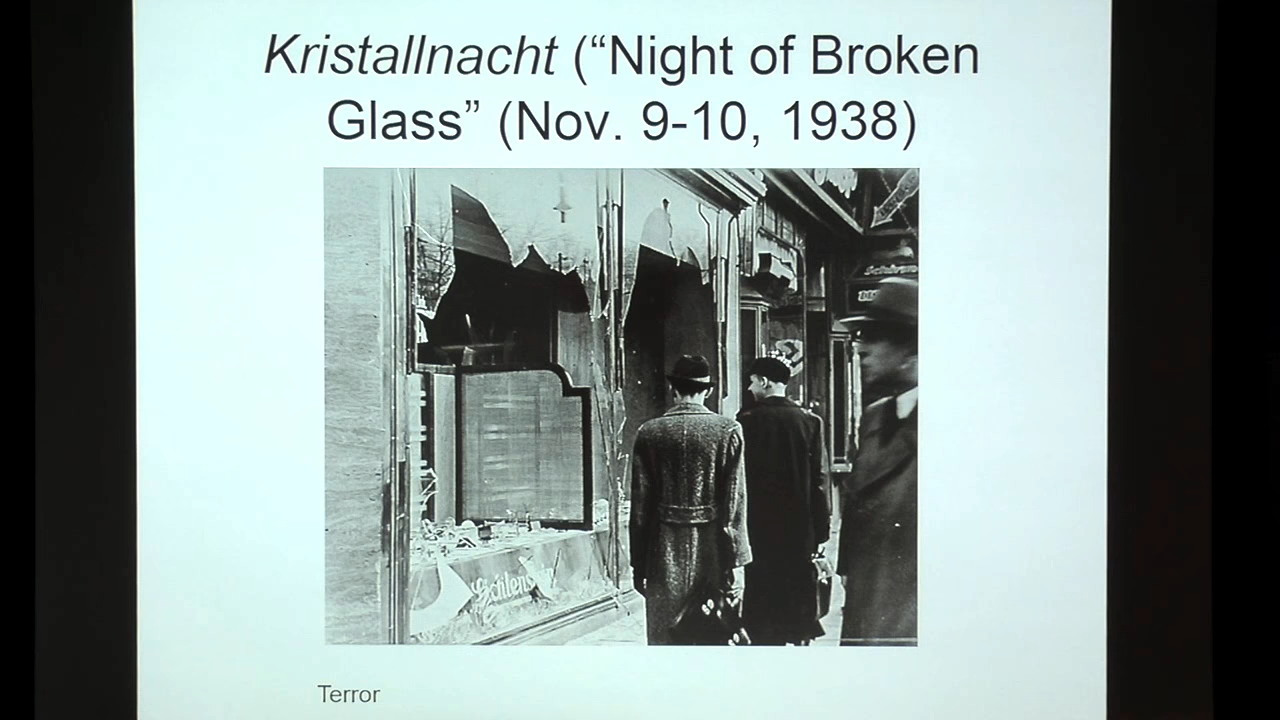 Kristallnacht (“Night of Broken
Glass” (Nov. 9-10, 1938)
Terror